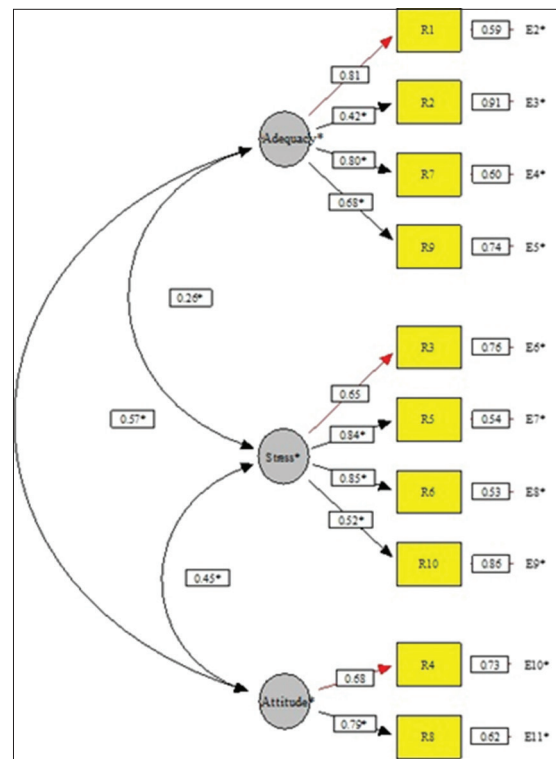 R1 0.59 E2*
0.81
R2 0.91 E3*
0.42*
Adequacy*
R7 0.60 E4*
0.80*
0.68*
R9 0.74 E5*
0.26*
R3 0.76 E6*
0.65
0.57*
R5 0.54 E7*
0.84*
Stress*
R6 0.53 E8*
0.85*
0.52*
R10 0.86 E9*
0.45*
R4 0.73 E10*
0.68
Attitude*
0.79*
R8 0.62 E11*